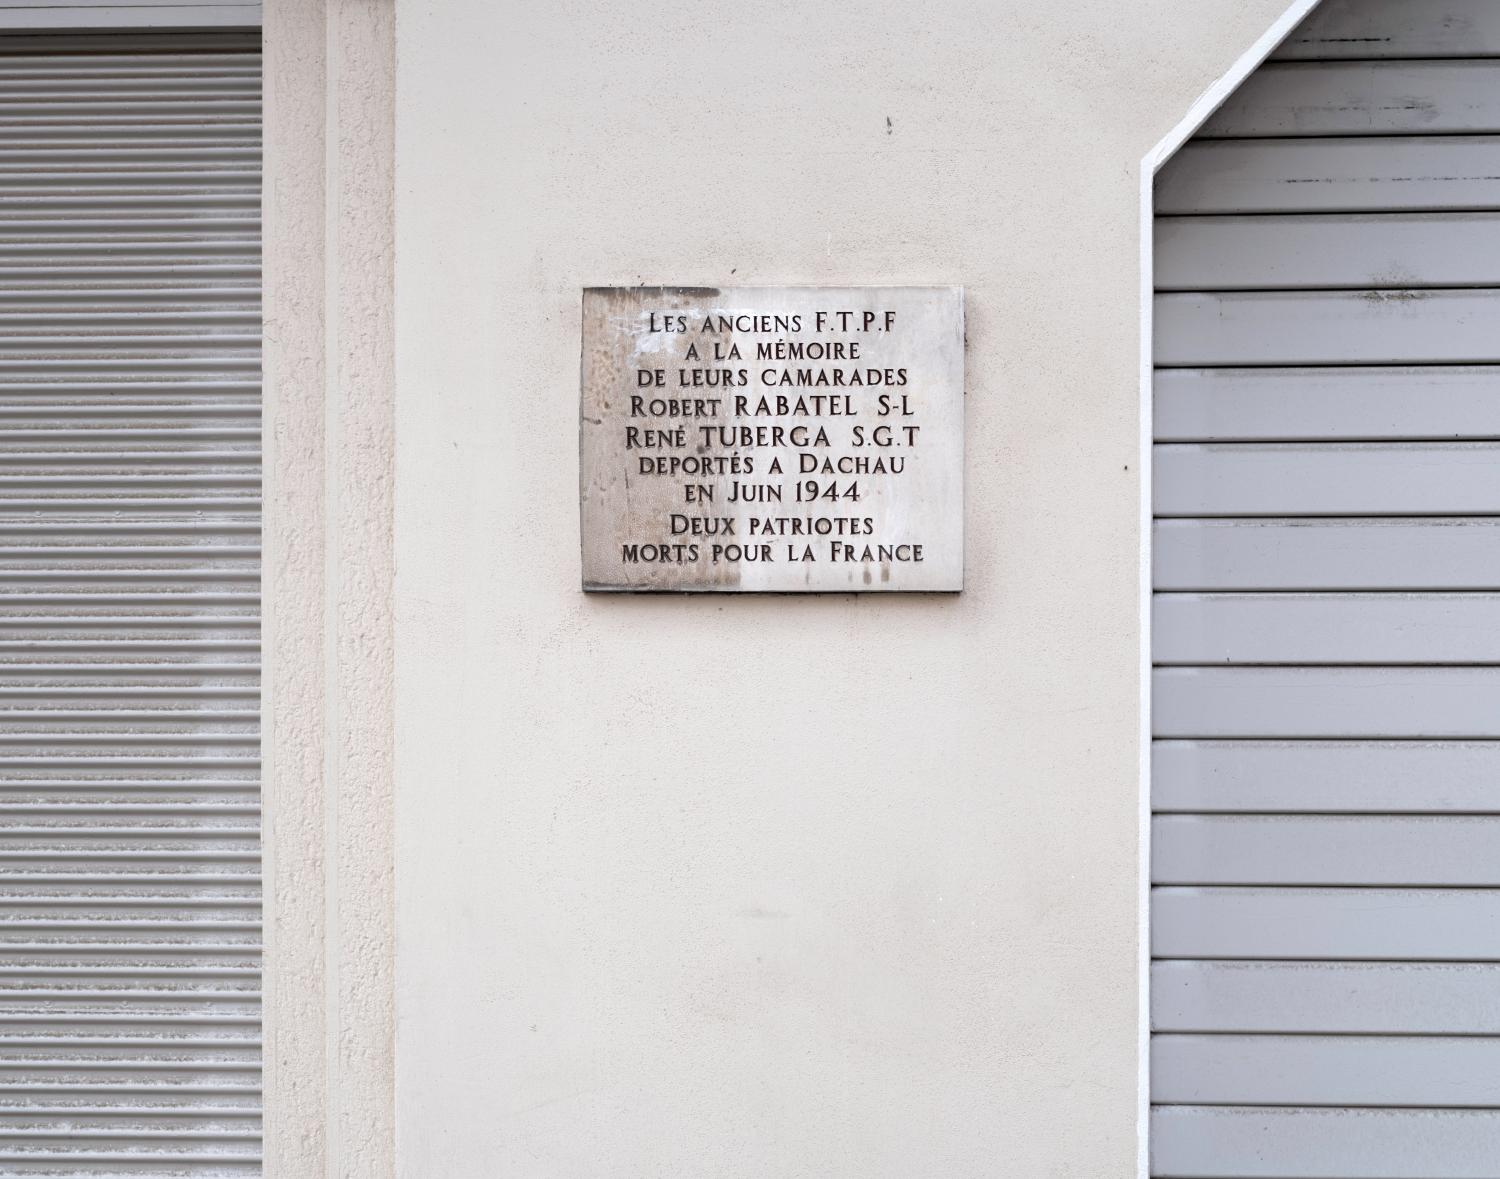 Les anciens F.T.P.F
a la mémoire
de leurs camarades
Robert RABATEL S-L
René TUBERGA S.G.T
deportés a Dachau
en Juin 1944
Deux patriotes
morts pour la France